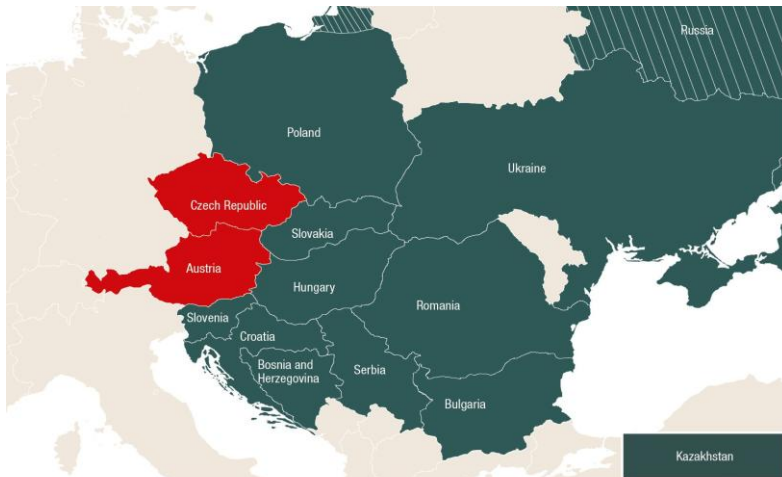 Russia
Poland
Ukraine
Czech Republic
Slovakia
Austria
Hungary
Romania
Slovenia
Croatia
Bosnia and
Herzegovina
Serbia
Bulgaria
Kazakhstan